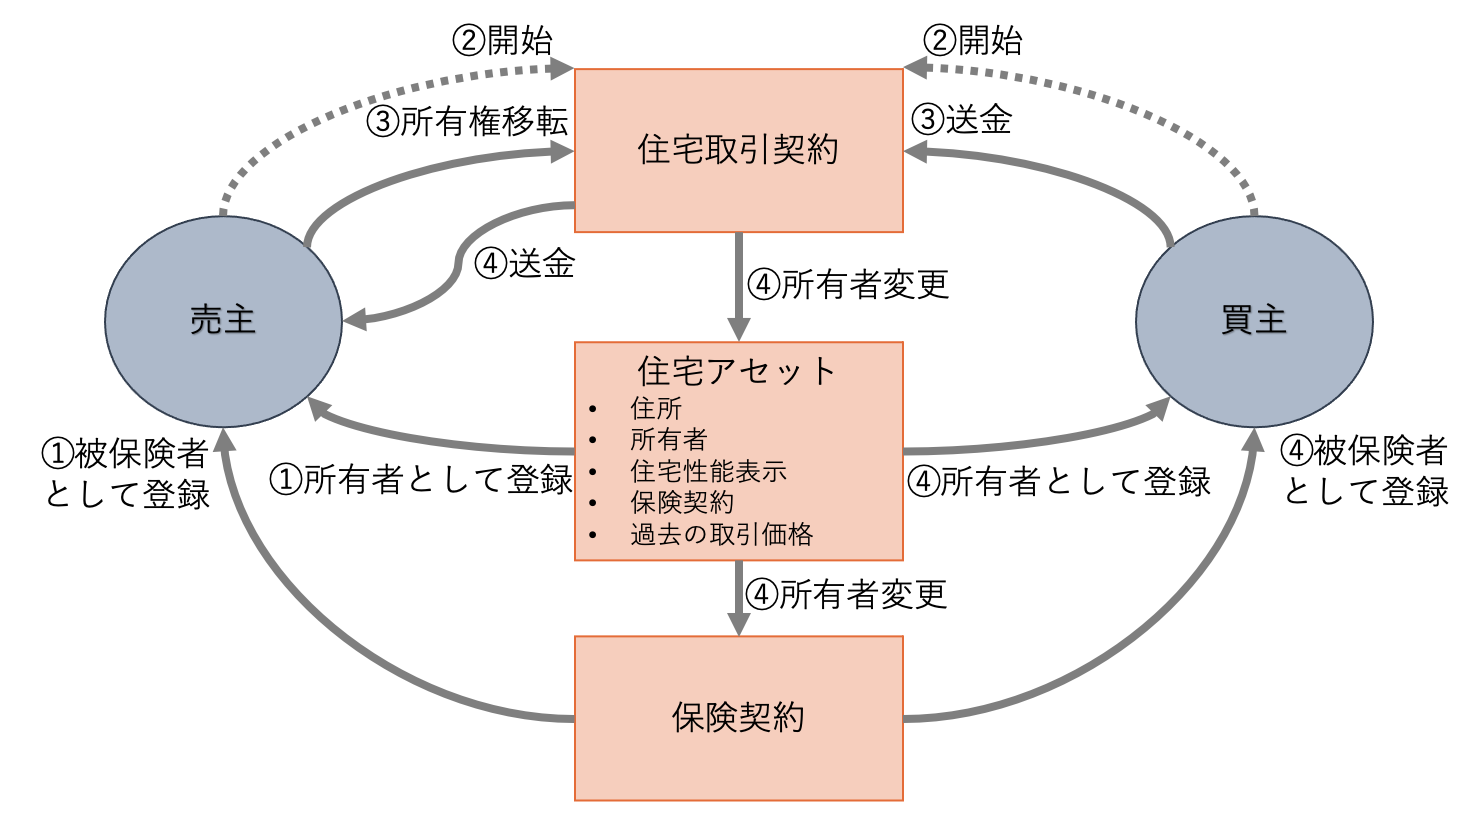 ②開始
②開始
③所有権移転
③送金
住宅取引契約
④送金
④所有者変更
売主
買主
住宅アセット
• 住所
• 所有者
• 住宅性能表示
• 保険契約
• 過去の取引価格
①被保険者
として登録
①所有者として登録
④所有者として登録
④被保険者
として登録
④所有者変更
保険契約